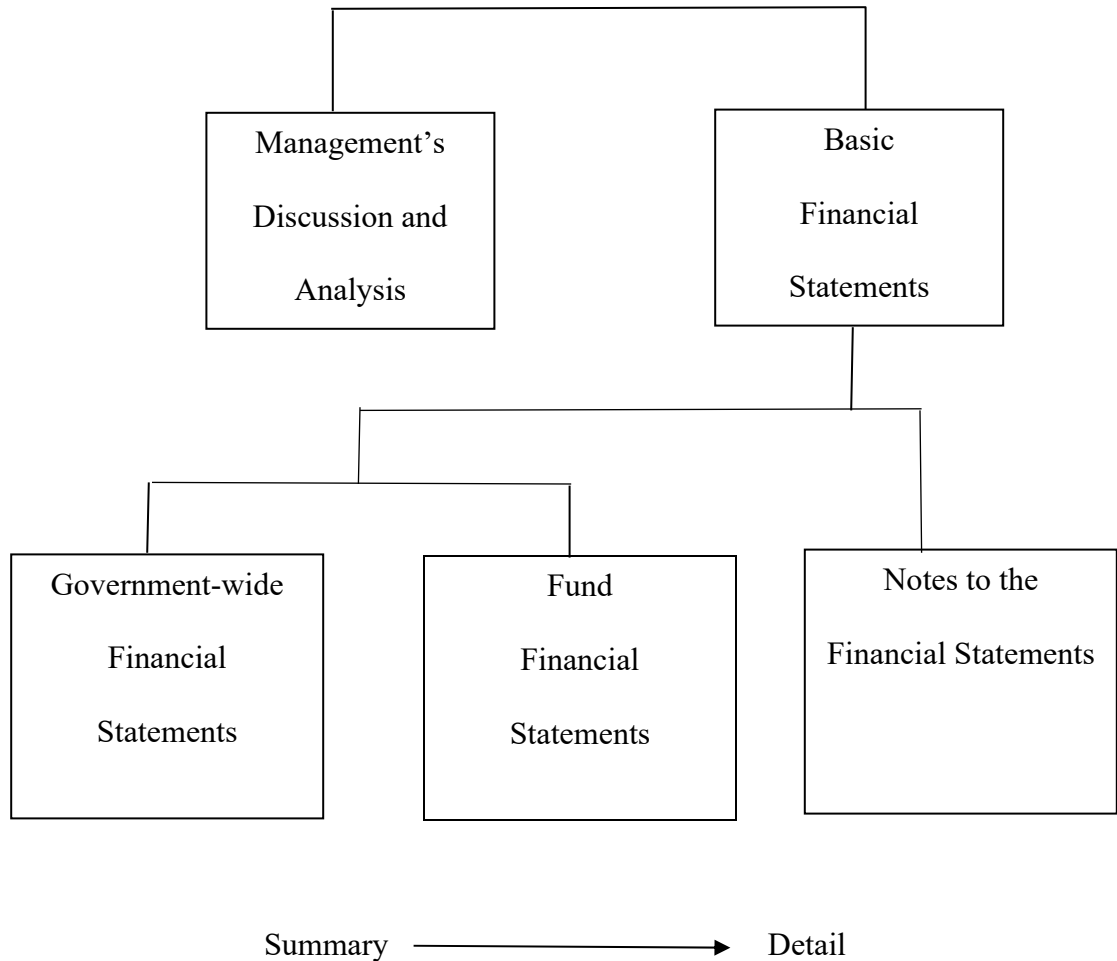 Management’s
Discussion and
Analysis
Basic
Financial
Statements
Government-wide
Financial
Statements
Fund
Financial
Statements
Notes to the
Financial Statements
Summary
Detail